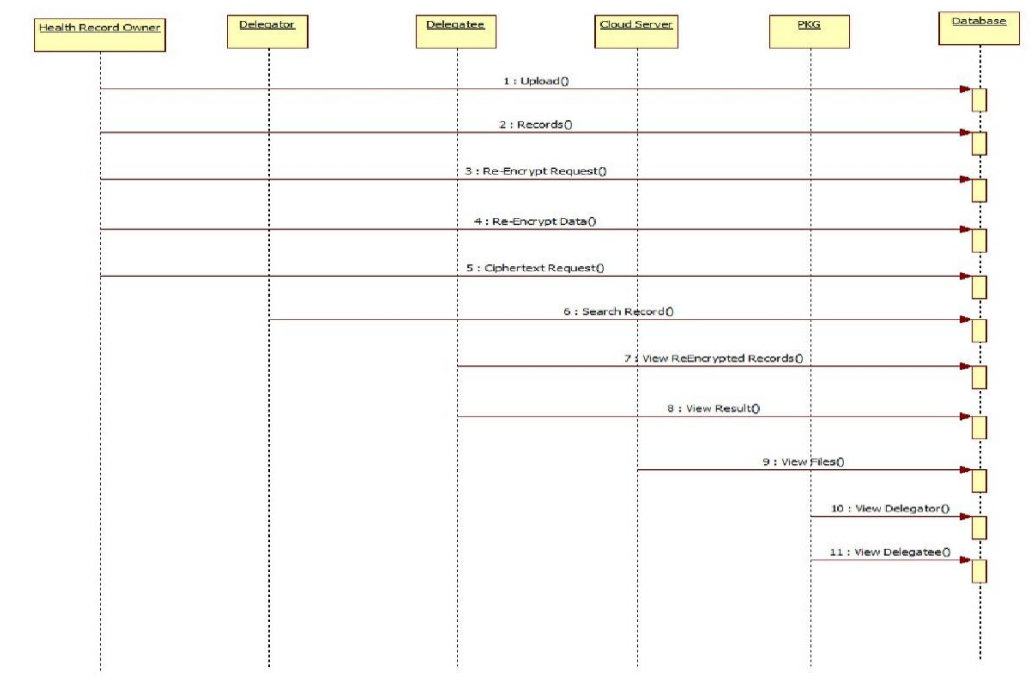 Health Record Owner
Delegator
Delegatee
Cloud Server
PKG
Database
1 : Upload()
2 : Records()
3 : Re-Encrypt Request()
4 : Re-Encrypt Data()
5 : Ciphertext Request()
6 : Search Record()
7 : View ReEncrypted Records()
8 : View Result()
9 : View Files()
10 : View Delegator()
11 : View Delegatee()